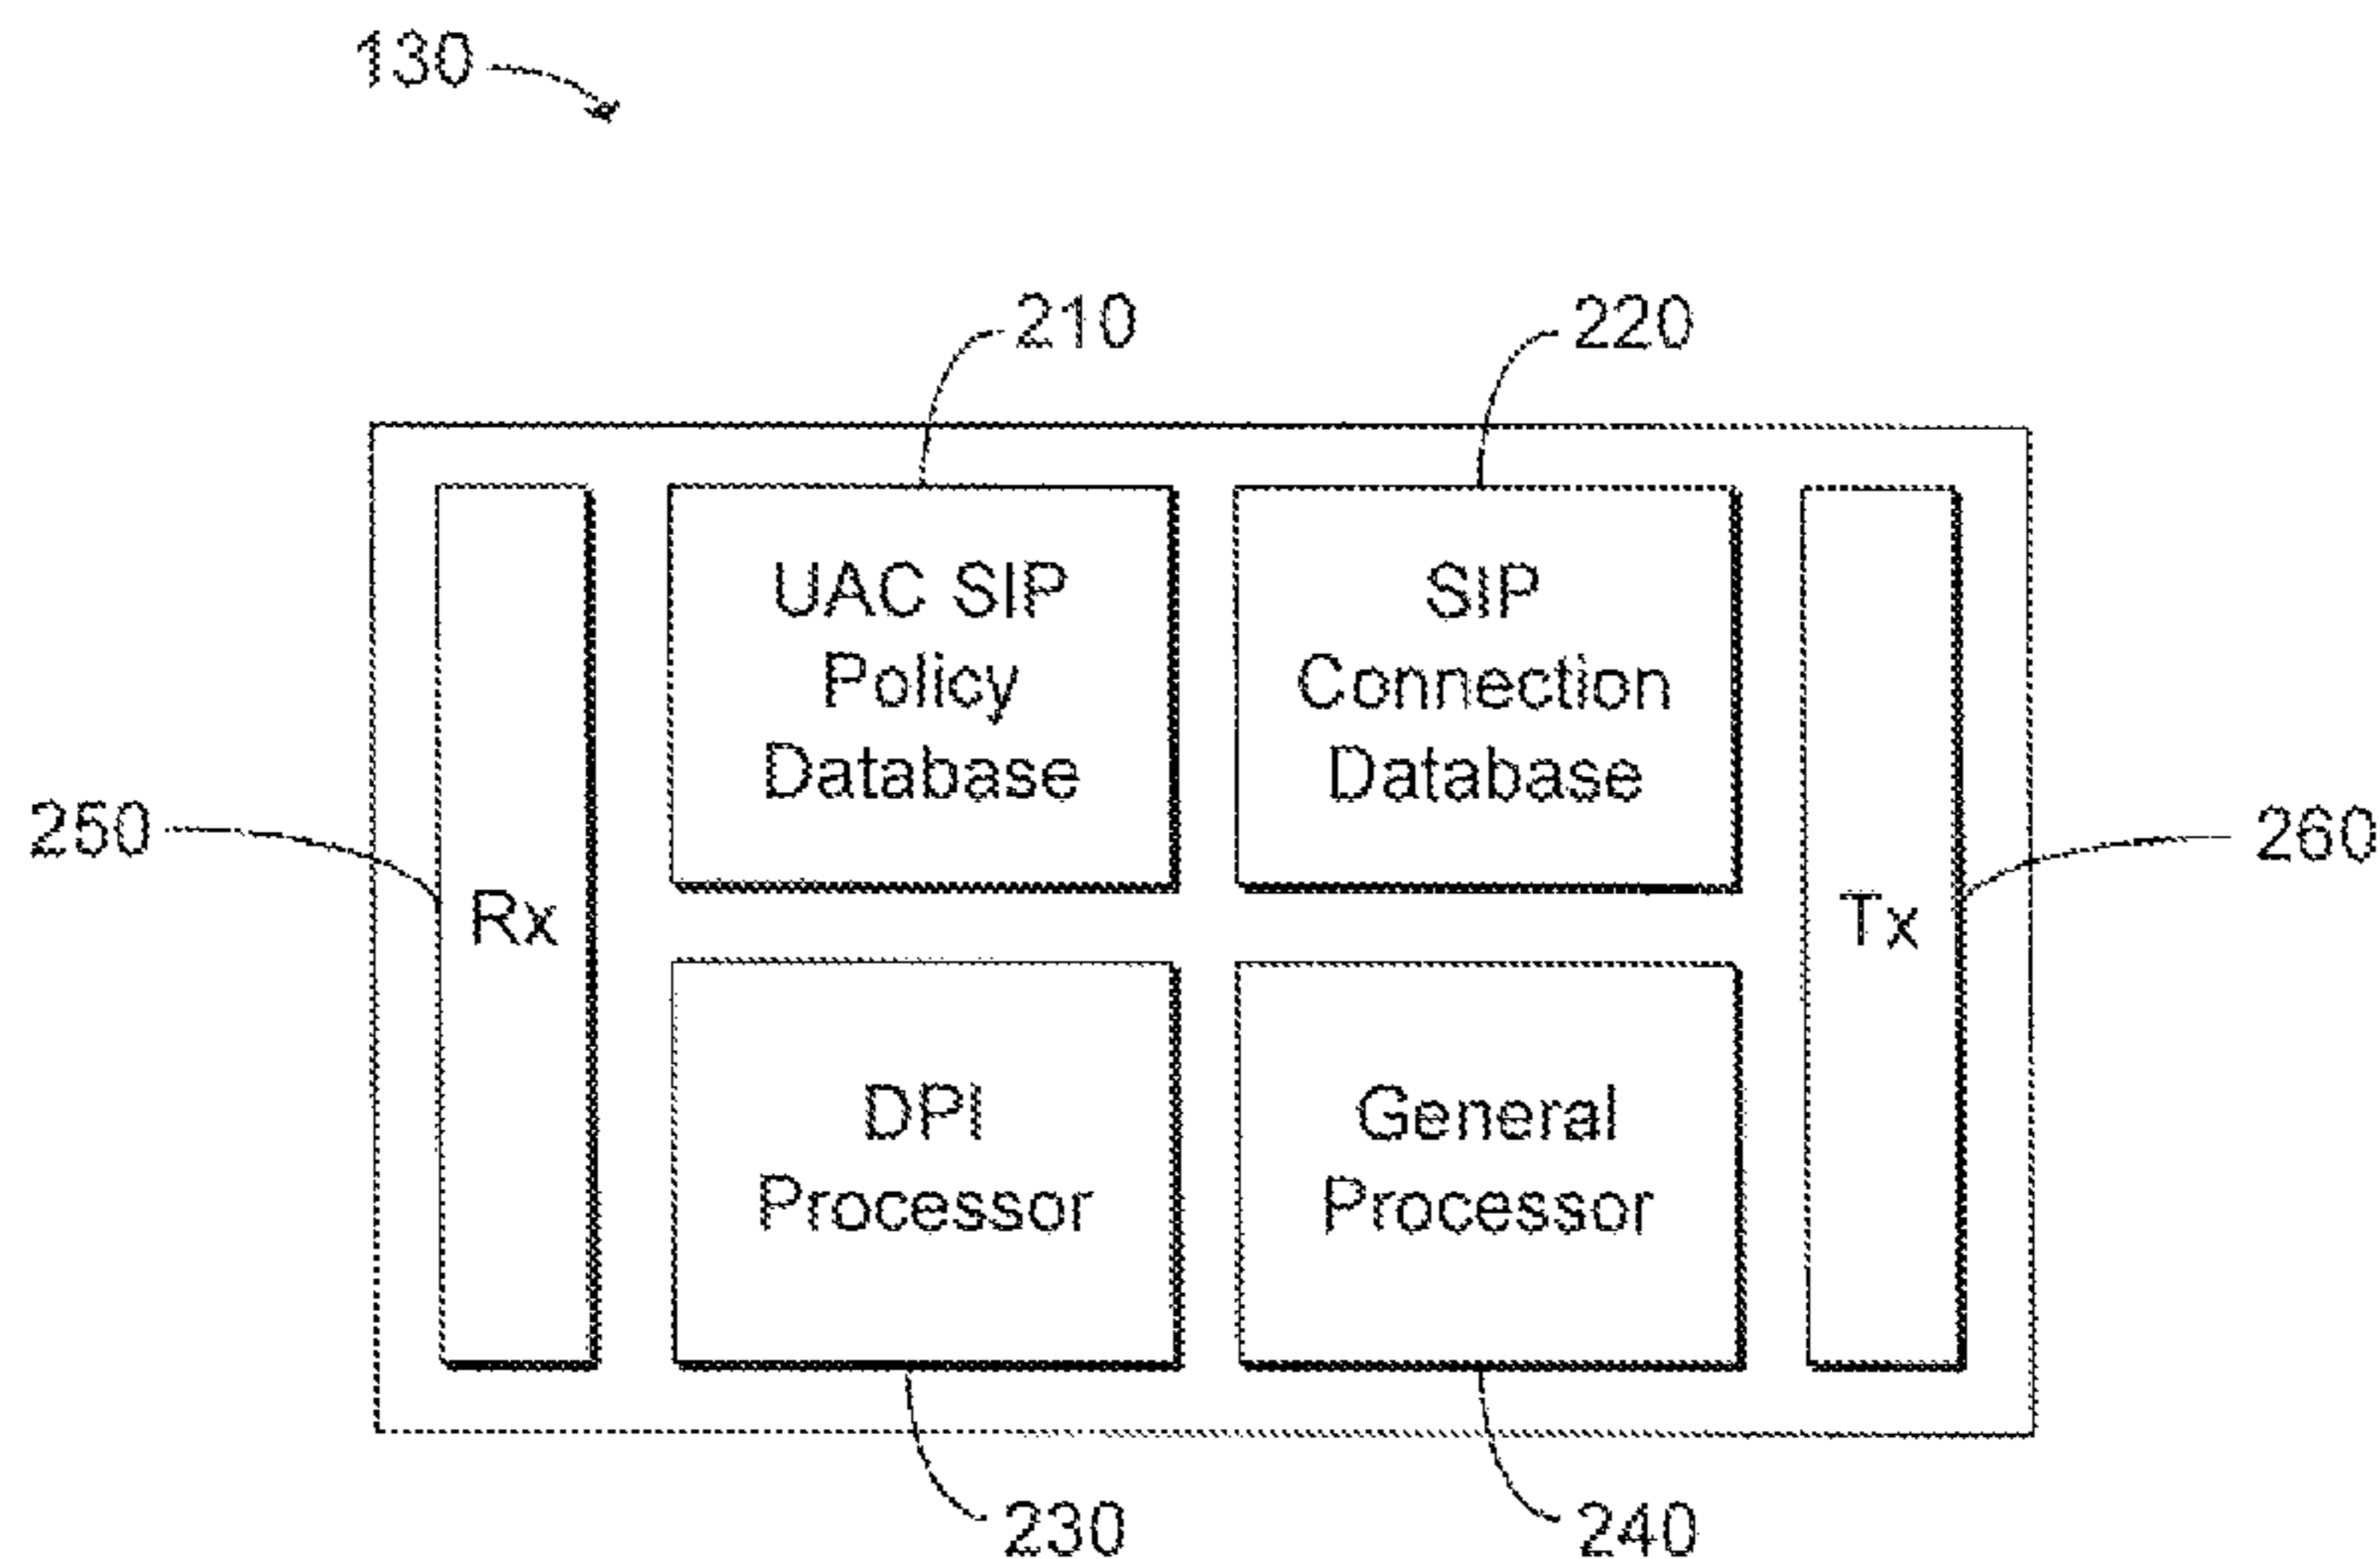 130
210
220
UAC SIP
Policy
Database
SIP
Connection
Database
250
Rx
Tx
260
DPI
Processor
General
Processor
230
240